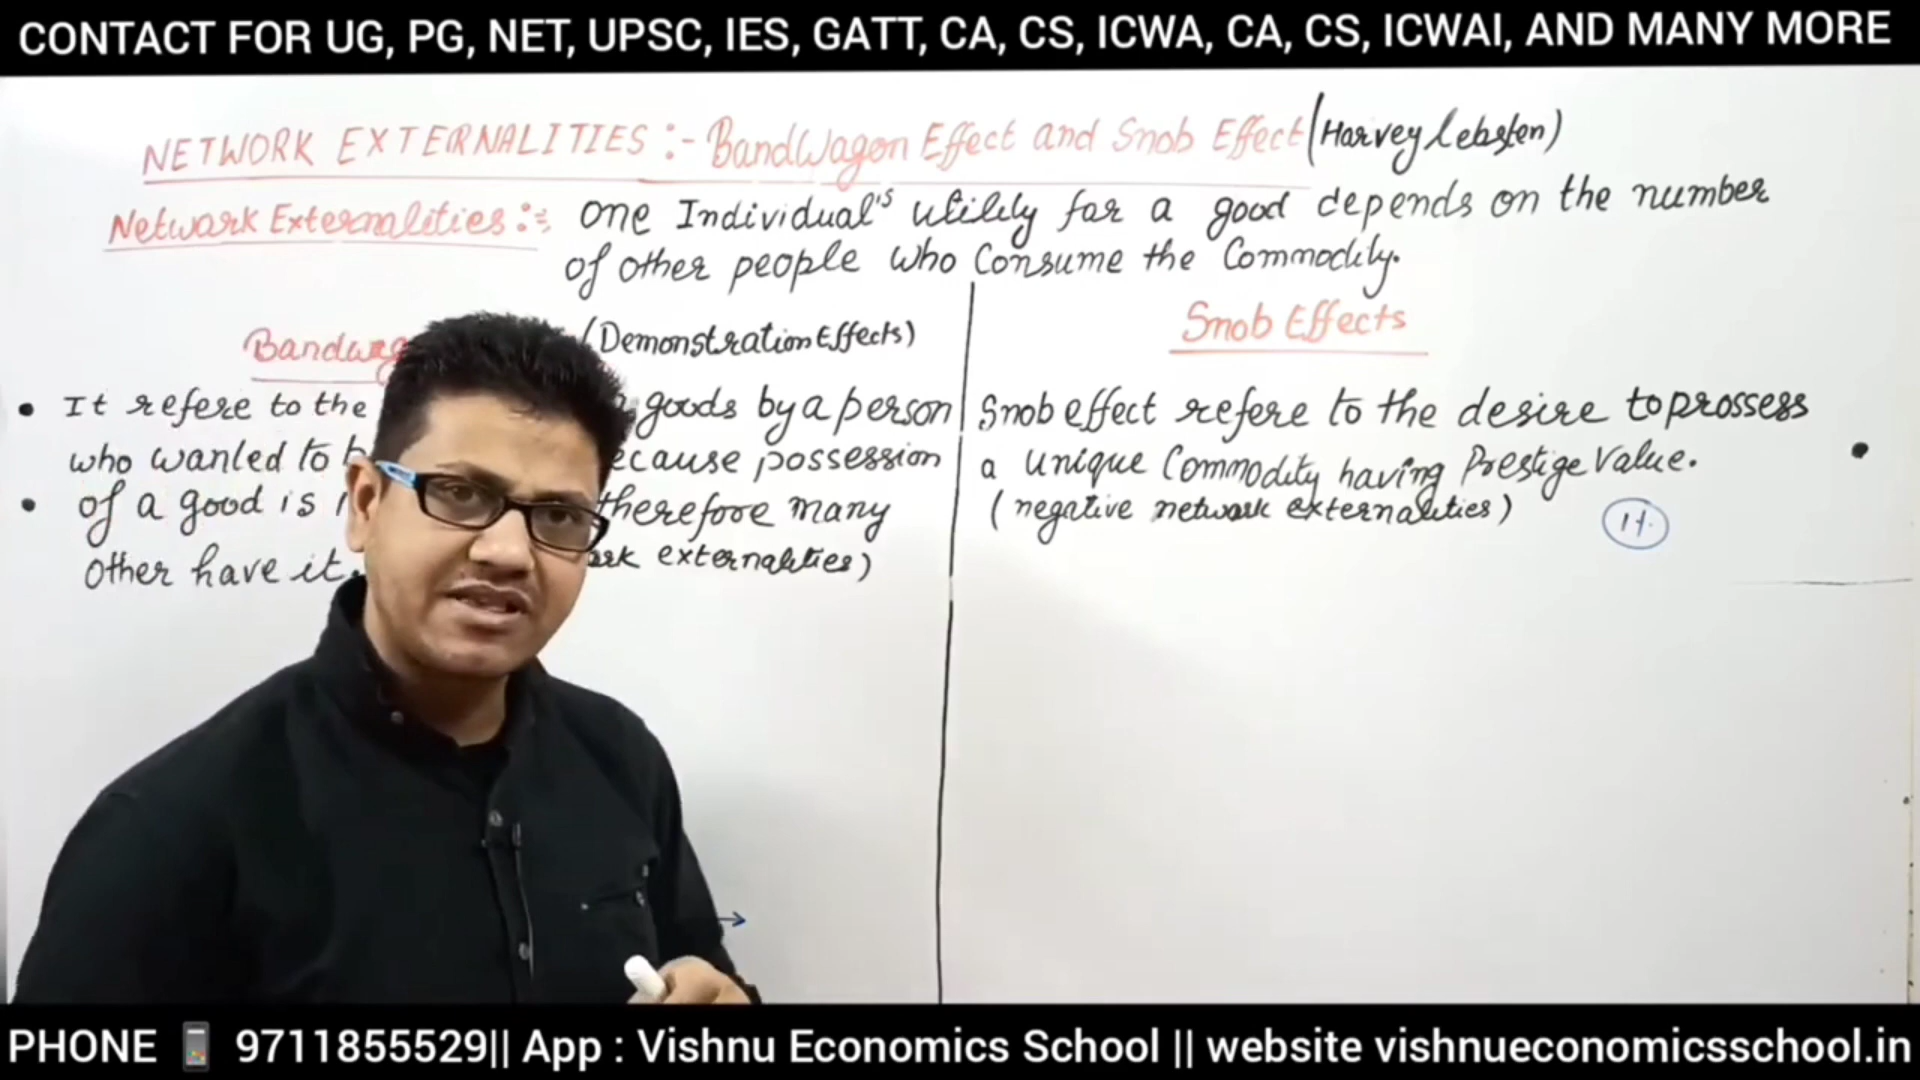 CONTACT FOR UG, PG, NET, UPSC, IES, GATT, CA, CS, ICWA, CA, CS, ICWAI, AND MANY MORE
NETWORK EXTERNALITIES :- BandWagon Effect and Snob Effect (Harvey Lebsten)
Network Externalities :- One Individual's utility for a good depends on the number
of other people who Consume the Commodity.
(Demonstration Effects)
It refere to the goods by a person
who wanted to because possession
of a good is therefore many
other have it. externalities)
Snob Effects
Snob effect refere to the desire to prossess
a unique Commodity having Prestige Value.
(negative network externalities)
PHONE 9711855529|| App : Vishnu Economics School || website vishnueconomicsschool.in